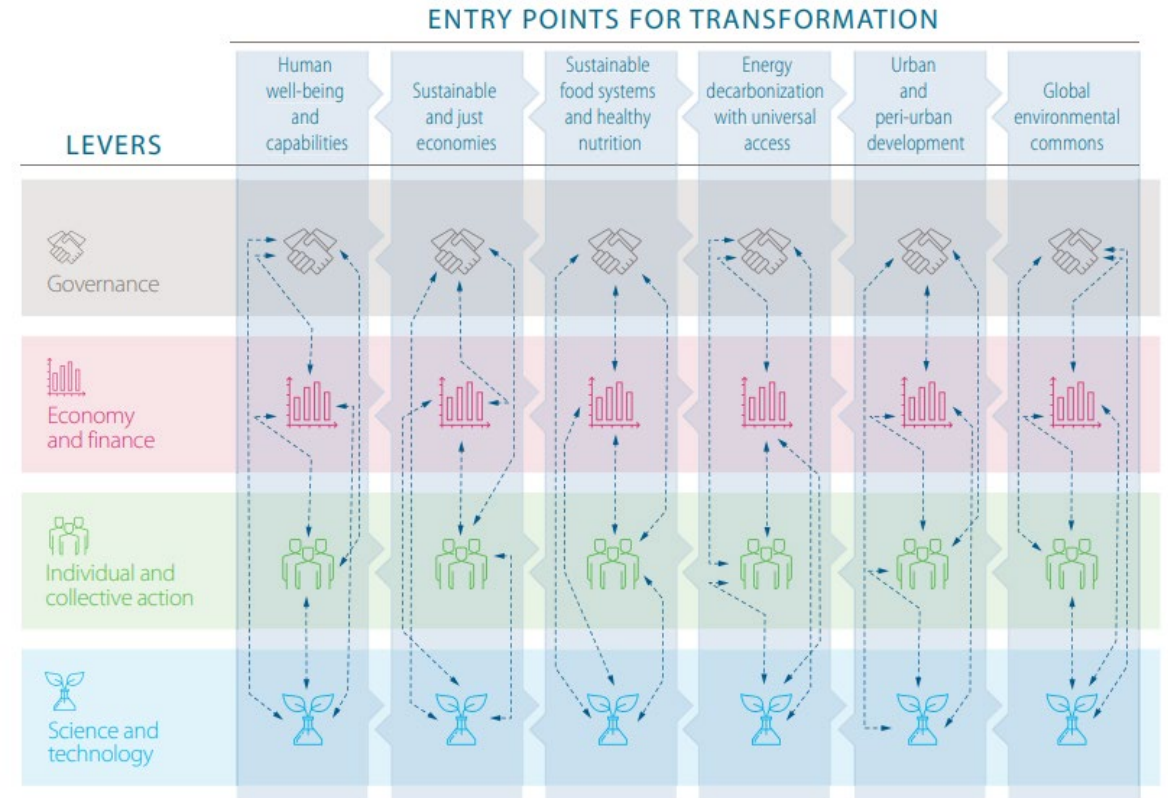 ENTRY POINTS FOR TRANSFORMATION
LEVERS
Human
well-being
and
capabilities
Sustainable
and just
economies
Sustainable
food systems
and healthy
nutrition
Energy
decarbonization
with universal
access
Urban
and
peri-urban
development
Global
environmental
commons
Governance
Economy
and finance
Individual and
collective action
Science and
technology